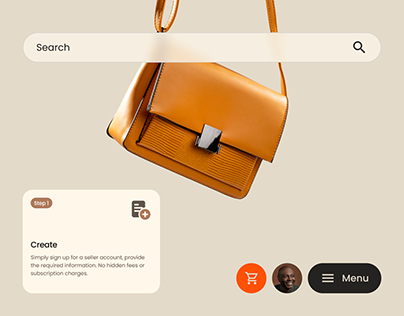 Search
Step 1
Create
Simply sign up for a seller account, provide
the required information. No hidden fees or
subscription charges.
Menu